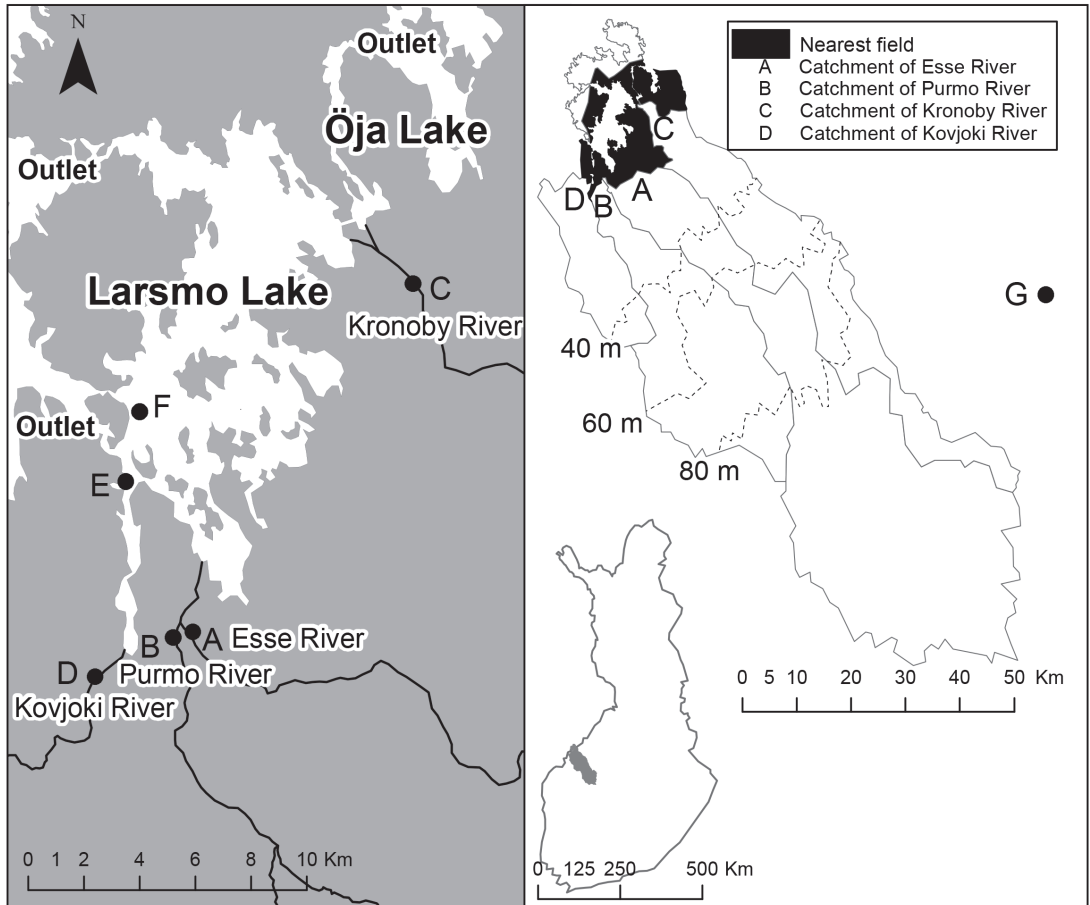 N
Outlet
Öja Lake
Outlet
Larsmo Lake
C
Kronoby River
F
Outlet
E
B
A Esse River
D
Purmo River
Kovjoki River
0 1 2 4 6 8 10 Km
Nearest field
A Catchment of Esse River
B Catchment of Purmo River
C Catchment of Kronoby River
D Catchment of Kovjoki River
C
D B A
G
40 m
60 m
80 m
0 5 10 20 30 40 50 Km
0 125 250 500 Km